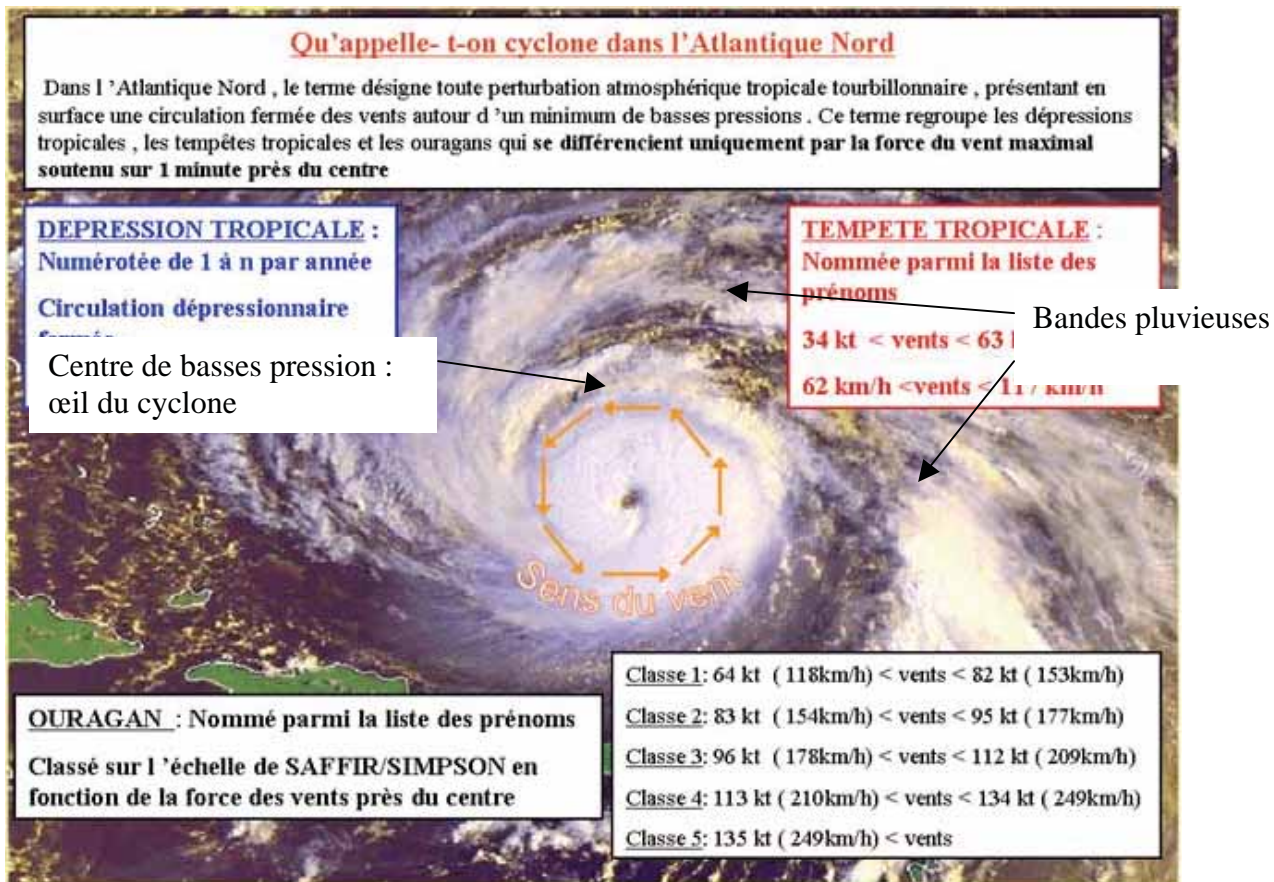 Qu'appelle- t-on cyclone dans l'Atlantique Nord
Dans l 'Atlantique Nord , le terme désigne toute perturbation atmosphérique tropicale tourbillonnaire , présentant en
surface une circulation fermée des vents autour d 'un minimum de basses pressions . Ce terme regroupe les dépressions
tropicales , les tempêtes tropicales et les ouragans qui se différencient uniquement par la force du vent maximal
soutenu sur 1 minute près du centre
DEPRESSION TROPICALE :
Numérotée de 1 à n par année
Circulation dépressionnaire
Centre de basses pression :
œil du cyclone
TEMPETE TROPICALE :
Nommée parmi la liste des
prénoms
34 kt < vents < 63
62 km/h <vents < 117 km/h
Bandes pluvieuses
Sens du vent
OURAGAN : Nommé parmi la liste des prénoms
Classé sur l 'échelle de SAFFIR/SIMPSON en
fonction de la force des vents près du centre
Classe 1: 64 kt ( 118km/h) < vents < 82 kt ( 153km/h)
Classe 2: 83 kt ( 154km/h) < vents < 95 kt ( 177km/h)
Classe 3: 96 kt ( 178km/h) < vents < 112 kt ( 209km/h)
Classe 4: 113 kt ( 210km/h) < vents < 134 kt ( 249km/h)
Classe 5: 135 kt ( 249km/h) < vents